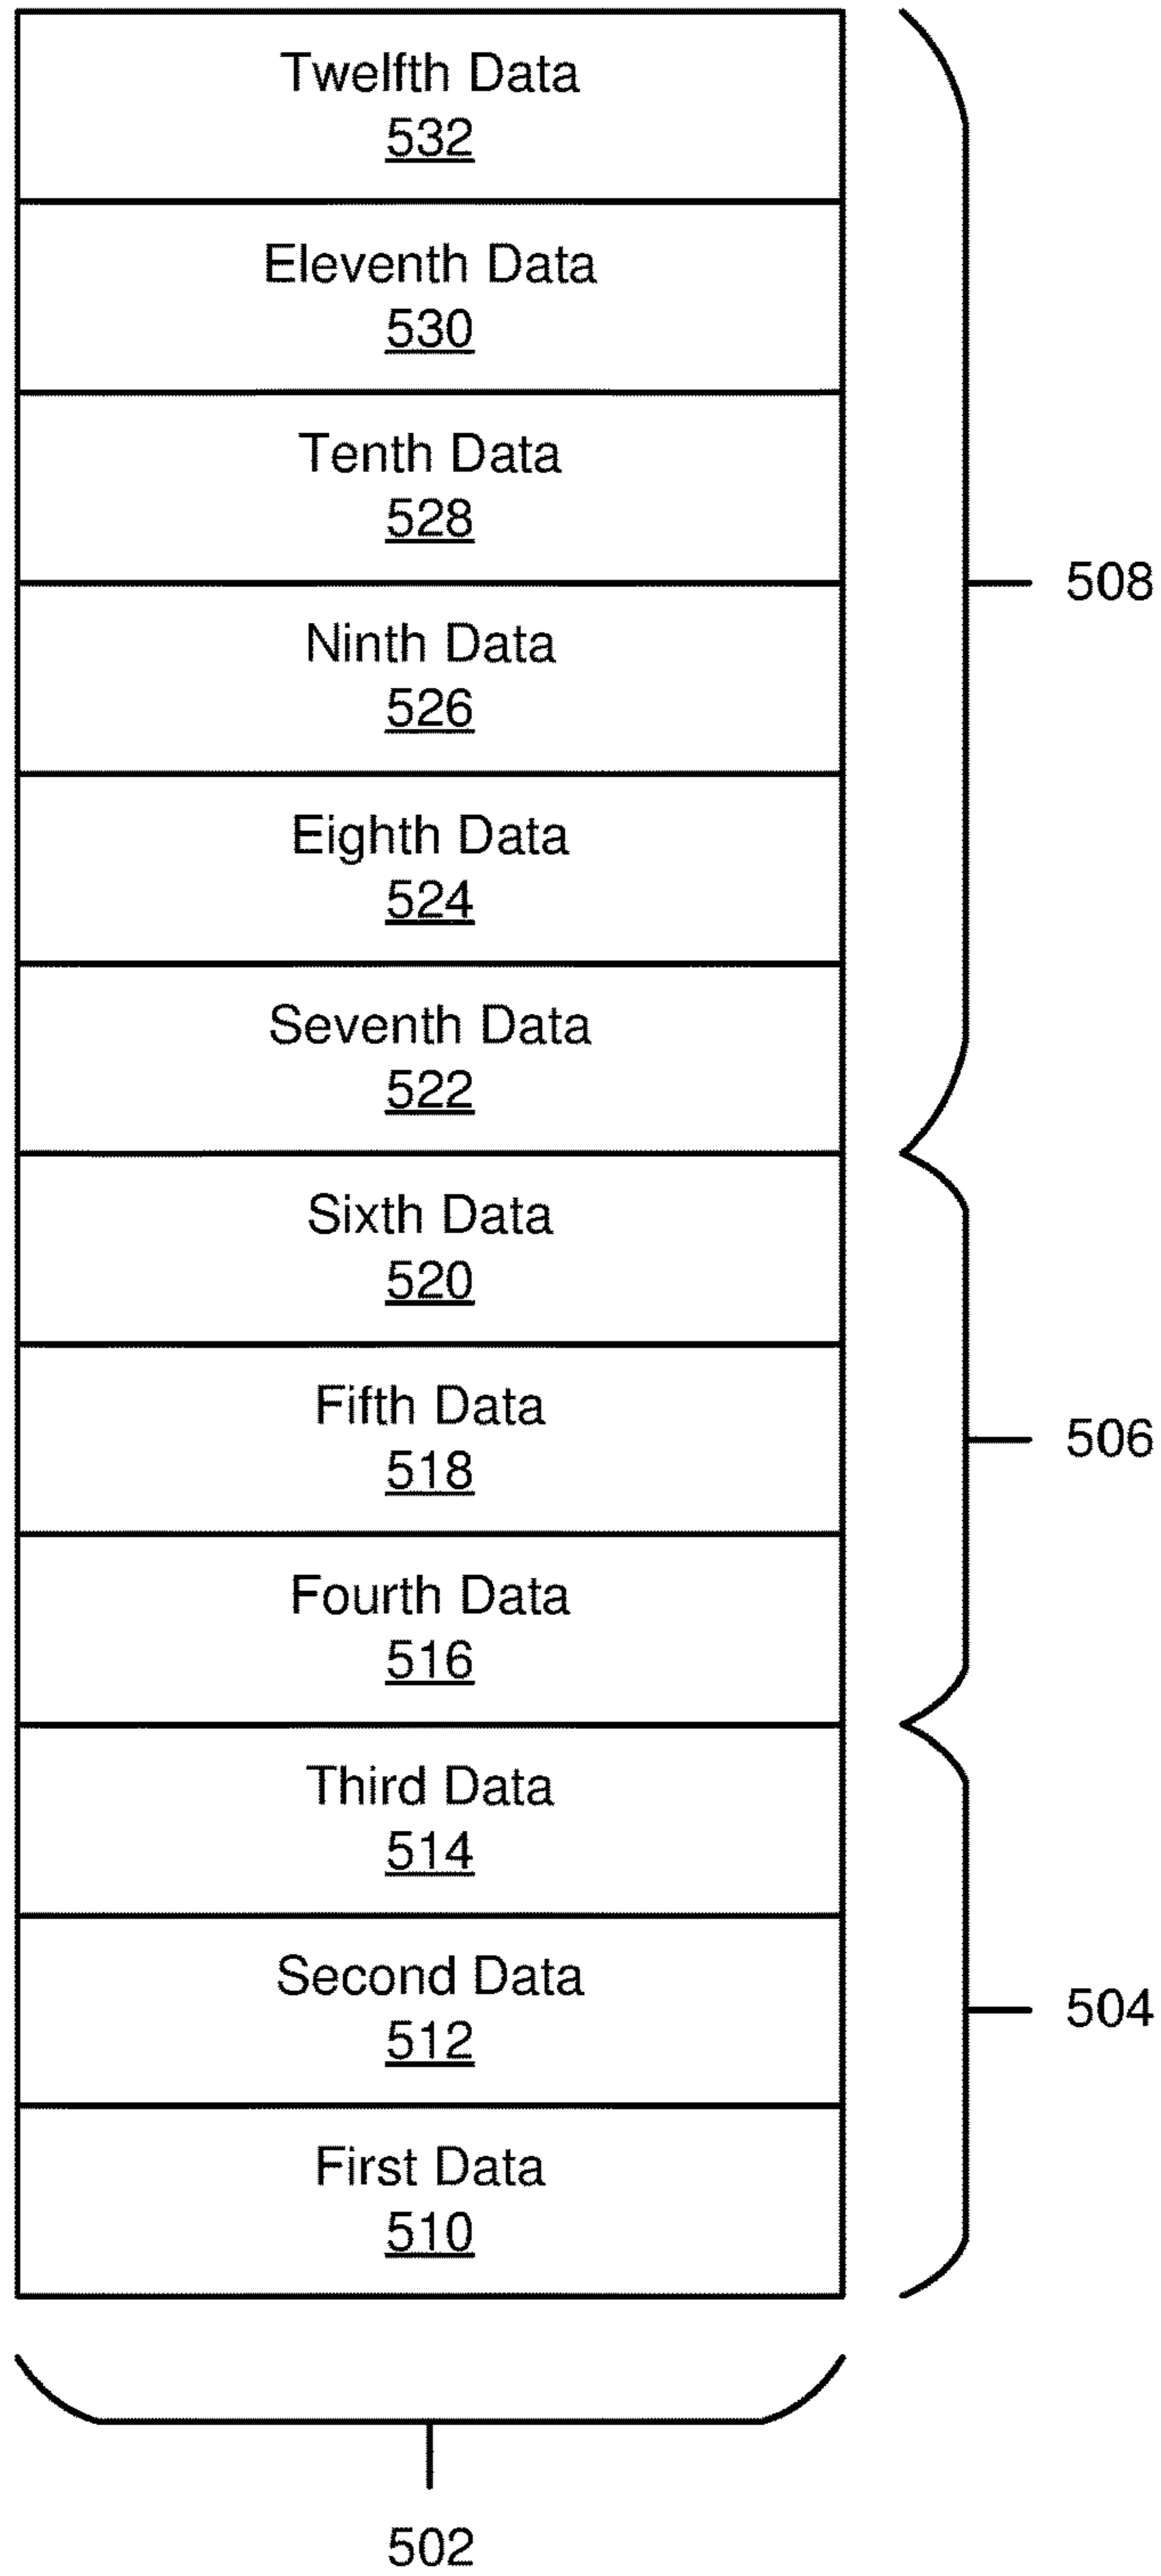 Twelfth Data
532
Eleventh Data
530
Tenth Data
528
508
Ninth Data
526
Eighth Data
524
Seventh Data
522
Sixth Data
520
Fifth Data
518
506
Fourth Data
516
Third Data
514
Second Data
512
504
First Data
510
502